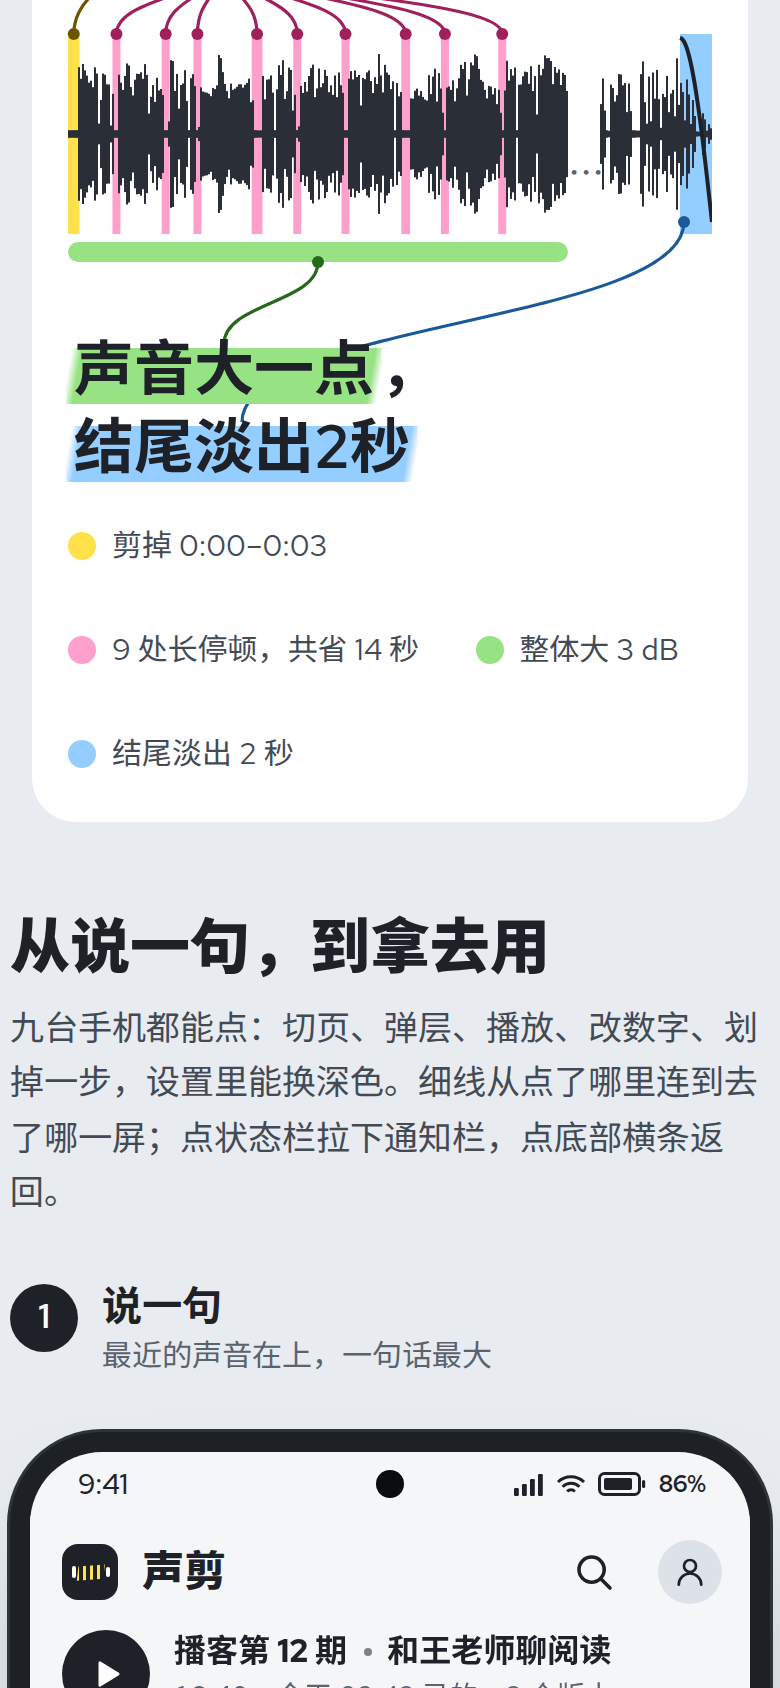 声音大一点，
结尾淡出2秒
剪掉 0:00–0:03
9 处长停顿，共省 14 秒
整体大 3 dB
结尾淡出 2 秒
从说一句，到拿去用
九台手机都能点：切页、弹层、播放、改数字、划
掉一步，设置里能换深色。细线从点了哪里连到去
了哪一屏；点状态栏拉下通知栏，点底部横条返
回。
1
说一句
最近的声音在上，一句话最大
9:41
86%
声剪
播客第 12 期 • 和王老师聊阅读